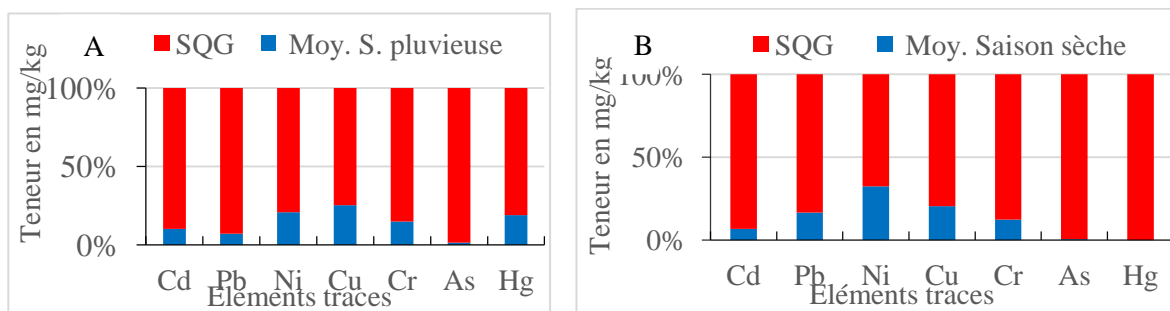 A
SQG Moy. S. pluvieuse
Teneur en mg/kg
100%
50%
0%
Cd Pb Ni Cu Cr As Hg
Eléments traces
B
SQG Moy. Saison sèche
Teneur en mg/kg
100%
50%
0%
Cd Pb Ni Cu Cr As Hg
Eléments traces